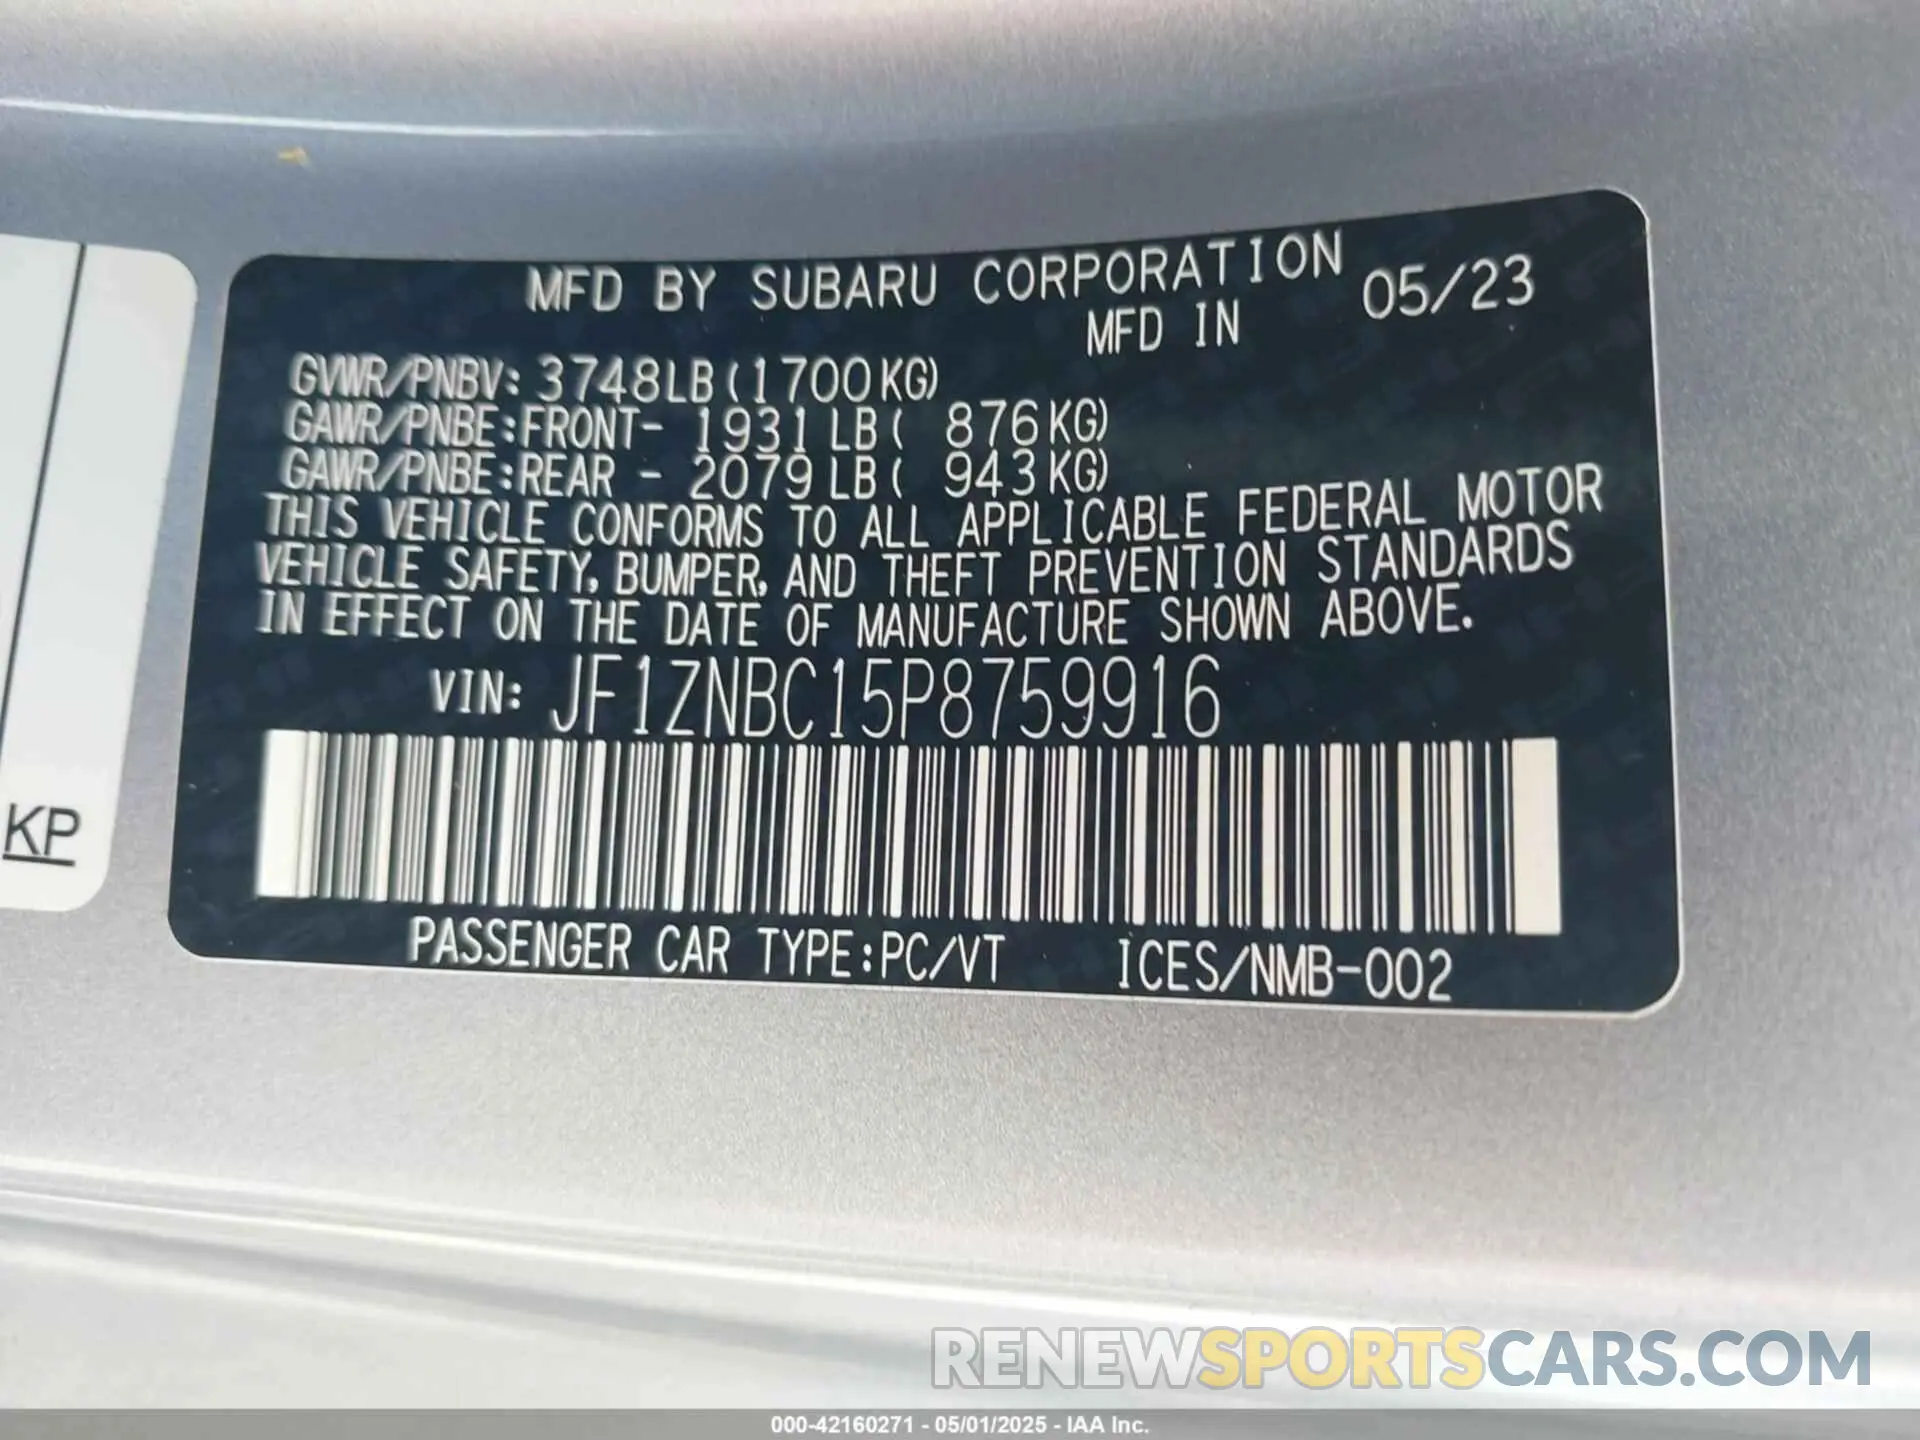 MFD BY SUBARU CORPORATION
MFD IN 05/23
GVWR/PNBV: 3748LB(1700KG)
GAWR/PNBE:FRONT- 1931LB( 876KG)
GAWR/PNBE:REAR - 2079LB( 943KG)
THIS VEHICLE CONFORMS TO ALL APPLICABLE FEDERAL MOTOR
VEHICLE SAFETY, BUMPER, AND THEFT PREVENTION STANDARDS
IN EFFECT ON THE DATE OF MANUFACTURE SHOWN ABOVE.
VIN: JF1ZNBC15P8759916
KP
PASSENGER CAR TYPE:PC/VT ICES/NMB-002
RENEWSPORTSCARS.COM
000-42160271 - 05/01/2025 - IAA Inc.